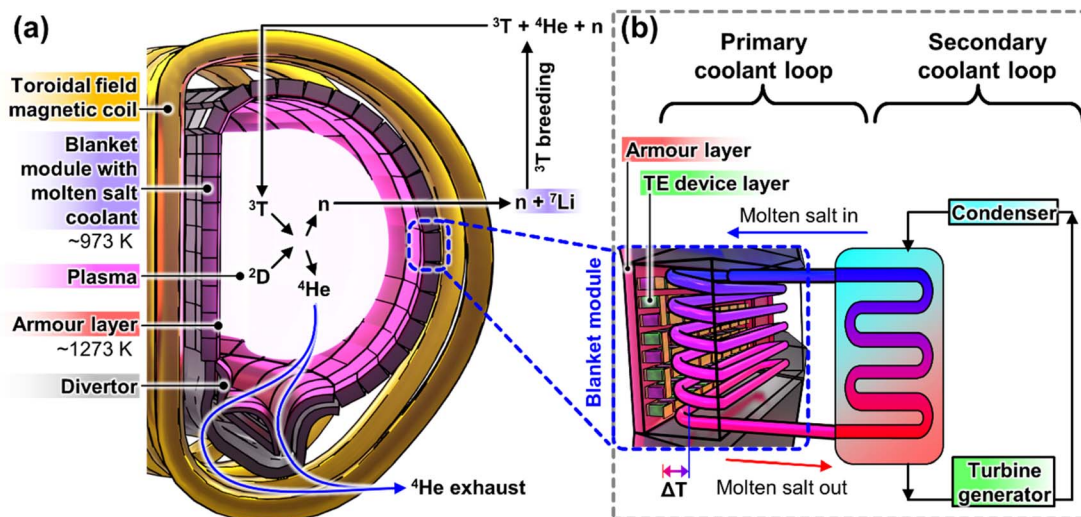 (a)
³T + ⁴He + n
Toroidal field
magnetic coil
Blanket
module with
molten salt
coolant
~973 K
Plasma
Armour layer
~1273 K
Divertor
³T
n
²D
⁴He
³T breeding
n + ⁷Li
⁴He exhaust
(b)
Primary
coolant loop
Secondary
coolant loop
Armour layer
TE device layer
Molten salt in
Condenser
Blanket module
ΔT
Molten salt out
Turbine
generator